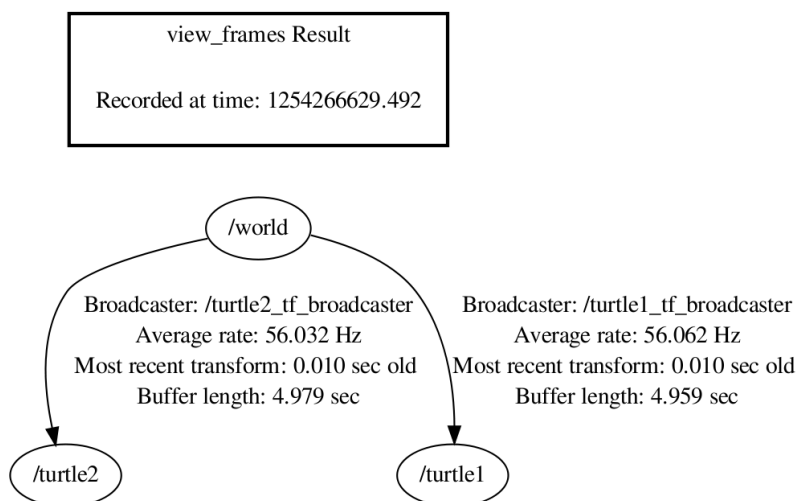 view_frames Result
Recorded at time: 1254266629.492
/world
Broadcaster: /turtle2_tf_broadcaster
Average rate: 56.032 Hz
Most recent transform: 0.010 sec old
Buffer length: 4.979 sec
Broadcaster: /turtle1_tf_broadcaster
Average rate: 56.062 Hz
Most recent transform: 0.010 sec old
Buffer length: 4.959 sec
/turtle2
/turtle1